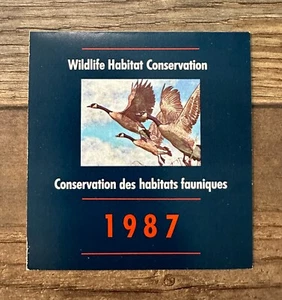 Wildlife Habitat Conservation
Conservation des habitats fauniques
1987